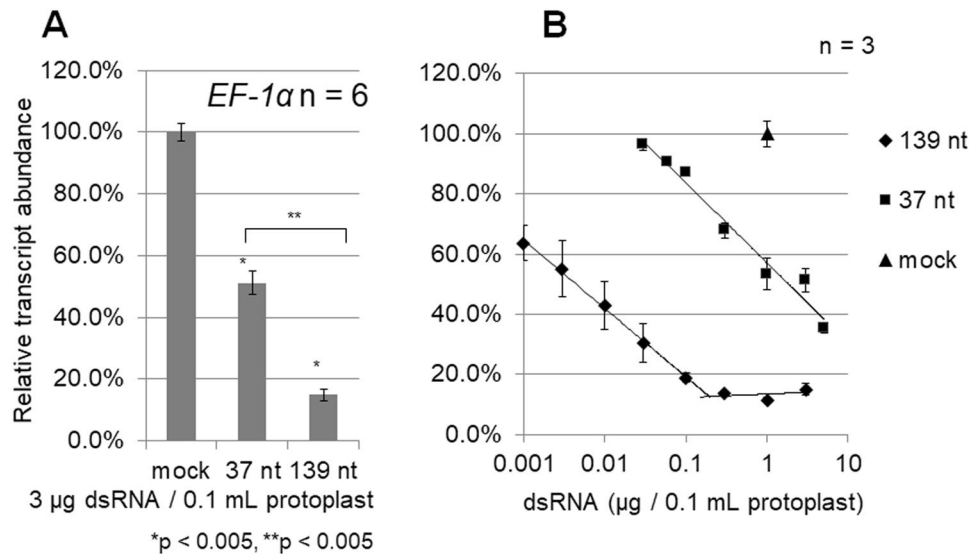 A
Relative transcript abundance
120.0%
100.0%
80.0%
60.0%
40.0%
20.0%
0.0%
EF-1α n = 6
**
*
*
mock 37 nt 139 nt
3 µg dsRNA / 0.1 mL protoplast
*p < 0.005, **p < 0.005
B
n = 3
120.0%
100.0%
80.0%
60.0%
40.0%
20.0%
0.0%
0.001 0.01 0.1 1 10
dsRNA (µg / 0.1 mL protoplast)
139 nt
37 nt
mock